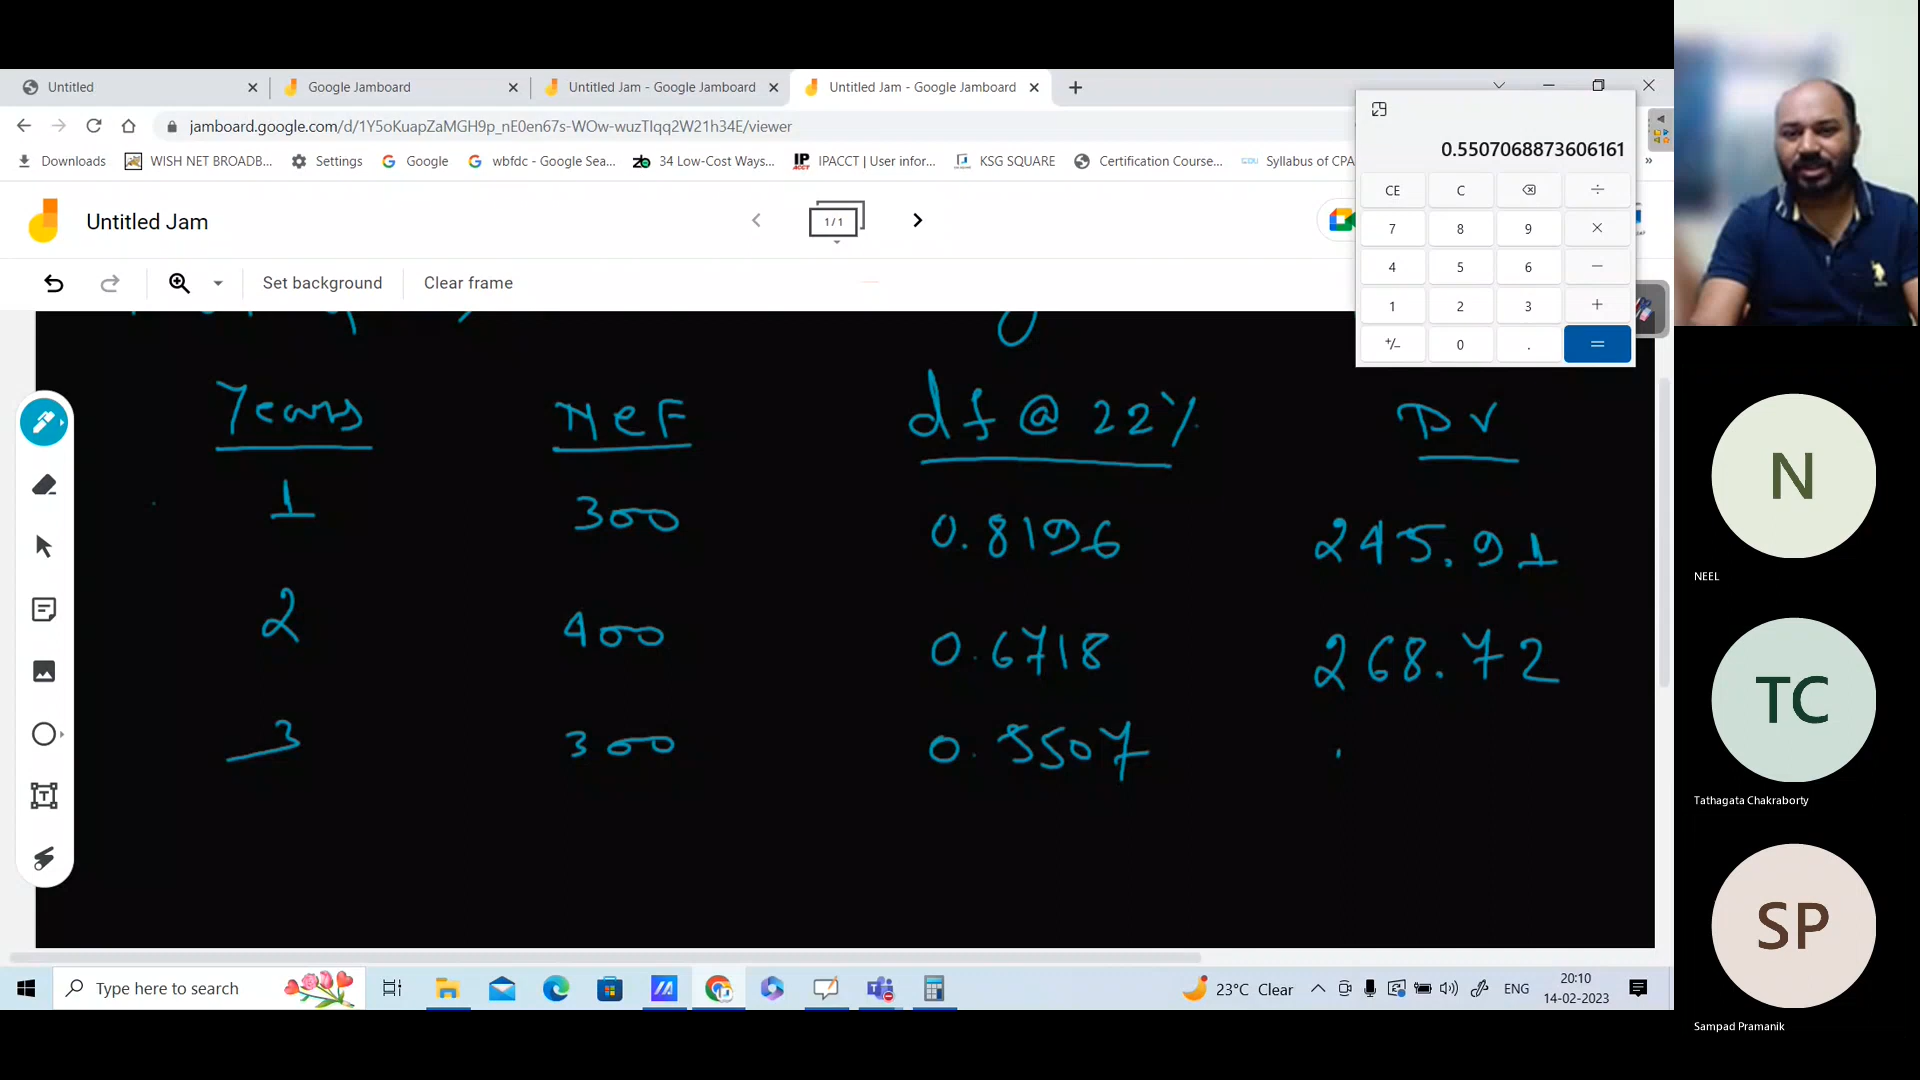 Untitled
Google Jamboard
Untitled Jam - Google Jamboard
Untitled Jam - Google Jamboard
jamboard.google.com/d/1Y5oKuapZaMGH9p_nE0en67s-WOw-wuzTIqq2W21h34E/viewer
Downloads
WISH NET BROADB...
Settings
Google
wbfdc - Google Sea...
34 Low-Cost Ways...
IPACCT | User infor...
KSG SQUARE
Certification Course...
Syllabus of CPA
»
0.5507068873606161
CE C ÷
7 8 9 ×
4 5 6 −
1 2 3 +
+/- 0 . =
Untitled Jam
1 / 1
Set background
Clear frame
Years NCF df @ 22% DV
1 300 0.8196 245.91
2 400 0.6718 268.72
3 300 0.5507
N
NEEL
TC
Tathagata Chakraborty
SP
Sampad Pramanik
Type here to search
23°C Clear
ENG
20:10
14-02-2023